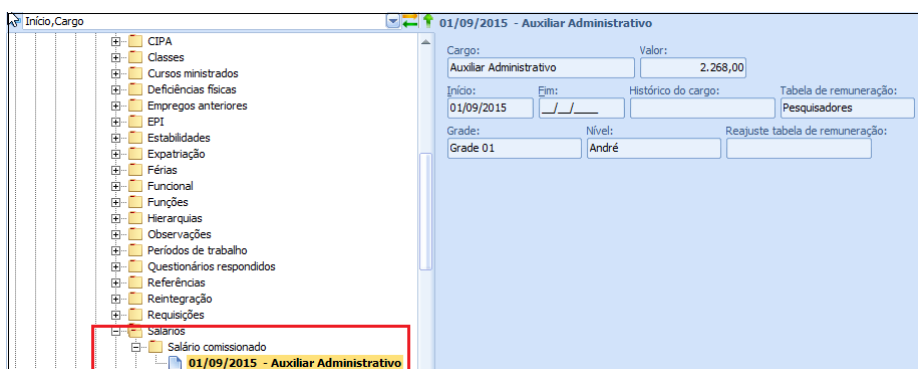 Início,Cargo
CIPA
Classes
Cursos ministrados
Deficiências físicas
Empregos anteriores
EPI
Estabilidades
Expatriação
Férias
Funcional
Funções
Hierarquias
Observações
Períodos de trabalho
Questionários respondidos
Referências
Reintegração
Requisições
Salários
Salário comissionado
01/09/2015 - Auxiliar Administrativo
01/09/2015 - Auxiliar Administrativo
Cargo: Valor:
Auxiliar Administrativo 2.268,00
Início: Fim: Histórico do cargo: Tabela de remuneração:
01/09/2015 __/__/____ Pesquisadores
Grade: Nível: Reajuste tabela de remuneração:
Grade 01 André